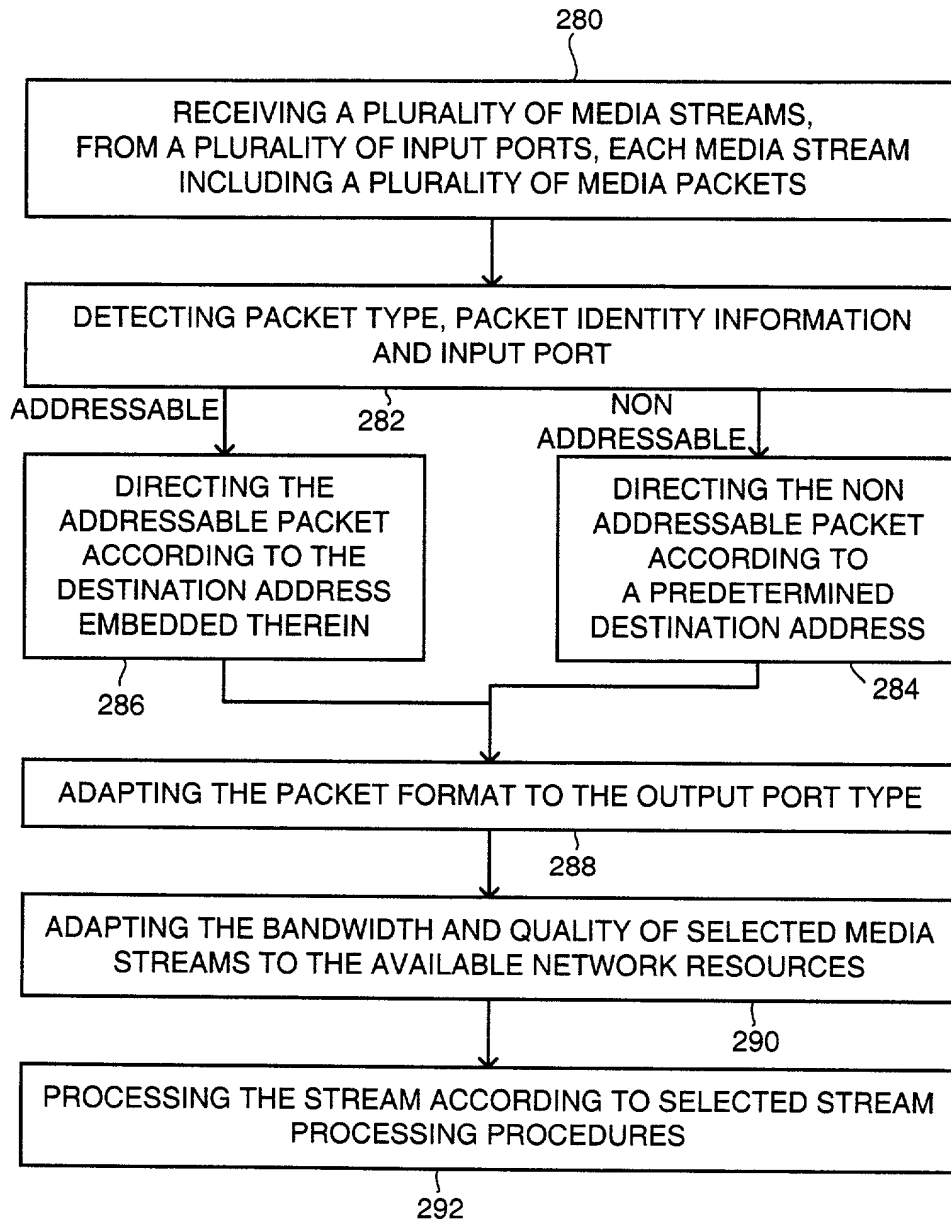 280
RECEIVING A PLURALITY OF MEDIA STREAMS,
FROM A PLURALITY OF INPUT PORTS, EACH MEDIA STREAM
INCLUDING A PLURALITY OF MEDIA PACKETS
DETECTING PACKET TYPE, PACKET IDENTITY INFORMATION
AND INPUT PORT
282
ADDRESSABLE
NON
ADDRESSABLE
DIRECTING THE
ADDRESSABLE PACKET
ACCORDING TO THE
DESTINATION ADDRESS
EMBEDDED THEREIN
286
DIRECTING THE NON
ADDRESSABLE PACKET
ACCORDING TO
A PREDETERMINED
DESTINATION ADDRESS
284
ADAPTING THE PACKET FORMAT TO THE OUTPUT PORT TYPE
288
ADAPTING THE BANDWIDTH AND QUALITY OF SELECTED MEDIA
STREAMS TO THE AVAILABLE NETWORK RESOURCES
290
PROCESSING THE STREAM ACCORDING TO SELECTED STREAM
PROCESSING PROCEDURES
292